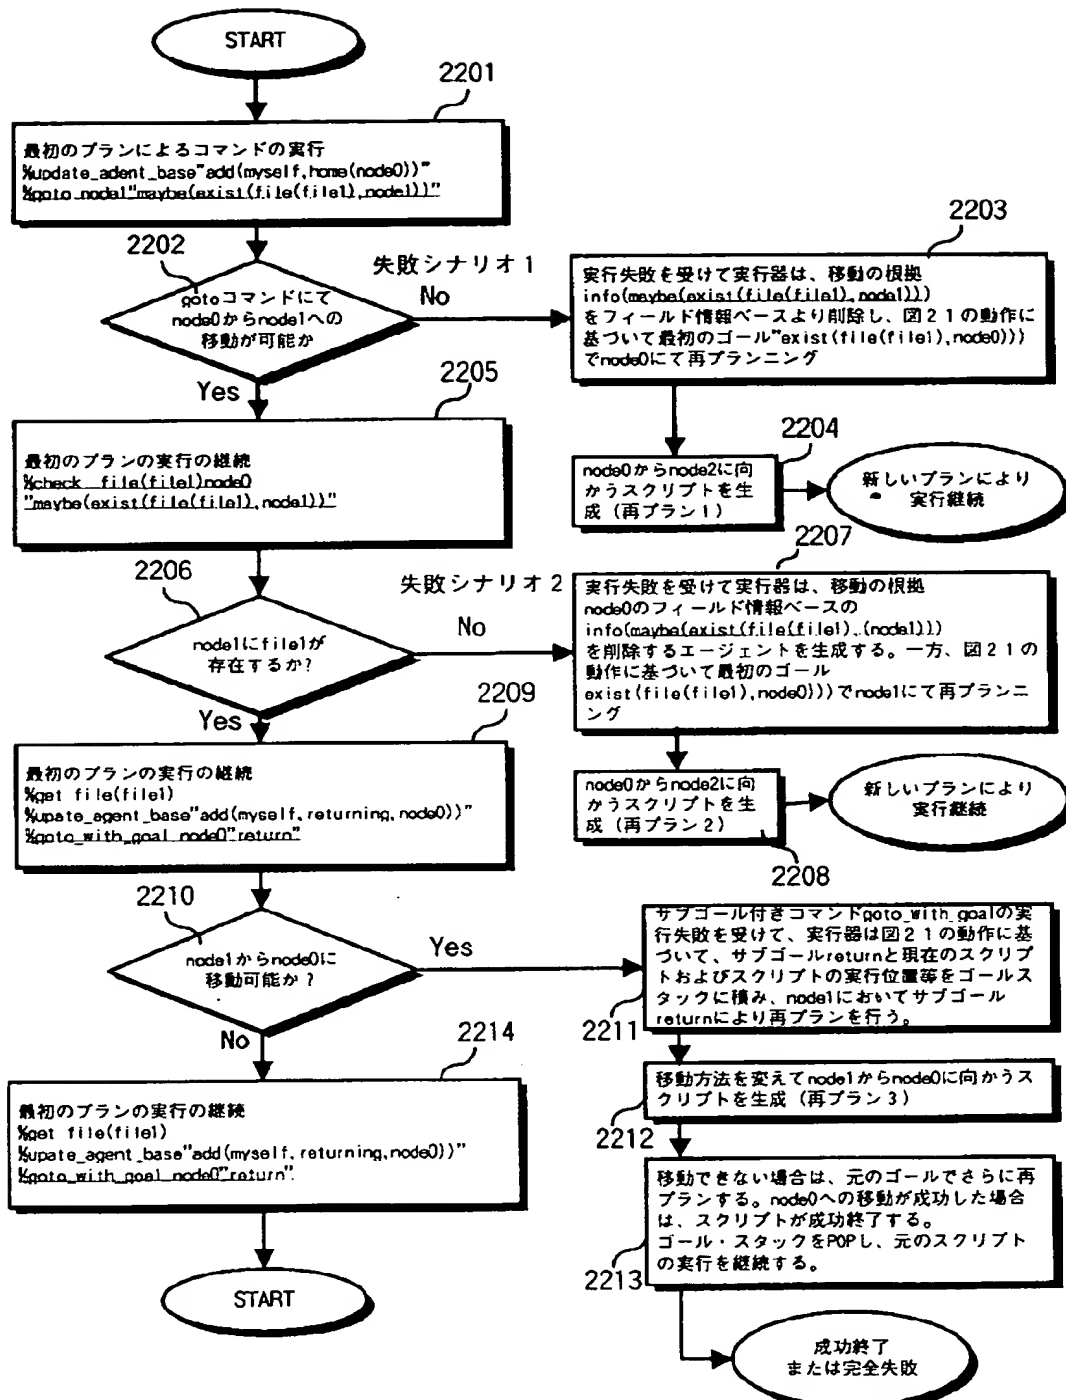 START
2201
最初のプランによるコマンドの実行
%update_adent_base"add(myself,home(node0))"
%goto_node1"maybe(exist(file(file1),node1))"
2202
gotoコマンドにて
node0からnode1への
移動が可能か
失敗シナリオ1
No
Yes
2203
実行失敗を受けて実行器は、移動の根拠
info(maybe(exist(file(file1),node1)))
をフィールド情報ベースより削除し、図21の動作に
基づいて最初のゴール"exist(file(file1),node0)))
でnode0にて再プランニング
2204
node0からnode2に向
かうスクリプトを生
成(再プラン1)
新しいプランにより
実行継続
2205
最初のプランの実行の継続
%check_file(file1)node0
"maybe(exist(file(file1),node1))"
2206
node1にfile1が
存在するか?
失敗シナリオ2
No
Yes
2207
実行失敗を受けて実行器は、移動の根拠
node0のフィールド情報ベースの
info(maybe(exist(file(file1),(node1)))
を削除するエージェントを生成する。一方、図21の
動作に基づいて最初のゴール
exist(file(file1),node0)))でnode1にて再プランニ
ング
node0からnode2に向
かうスクリプトを生
成(再プラン2)
2208
新しいプランにより
実行継続
2209
最初のプランの実行の継続
%get file(file1)
%upate_agent_base"add(myself,returning,node0))"
%goto_with_goal_node0"return"
2210
node1からnode0に
移動可能か?
Yes
No
サブゴール付きコマンドgoto_with_goalの実
行失敗を受けて、実行器は図21の動作に基
づいて、サブゴールreturnと現在のスクリプ
トおよびスクリプトの実行位置等をゴールス
タックに積み、node1においてサブゴール
returnにより再プランを行う。
2211
移動方法を変えてnode1からnode0に向かうス
クリプトを生成(再プラン3)
2212
移動できない場合は、元のゴールでさらに再
プランする。node0への移動が成功した場合
は、スクリプトが成功終了する。
ゴール・スタックをPOPし、元のスクリプト
の実行を継続する。
2213
成功終了
または完全失敗
2214
最初のプランの実行の継続
%get file(file1)
%upate_agent_base"add(myself,returning,node0))"
%goto_with_goal_node0"return"
START